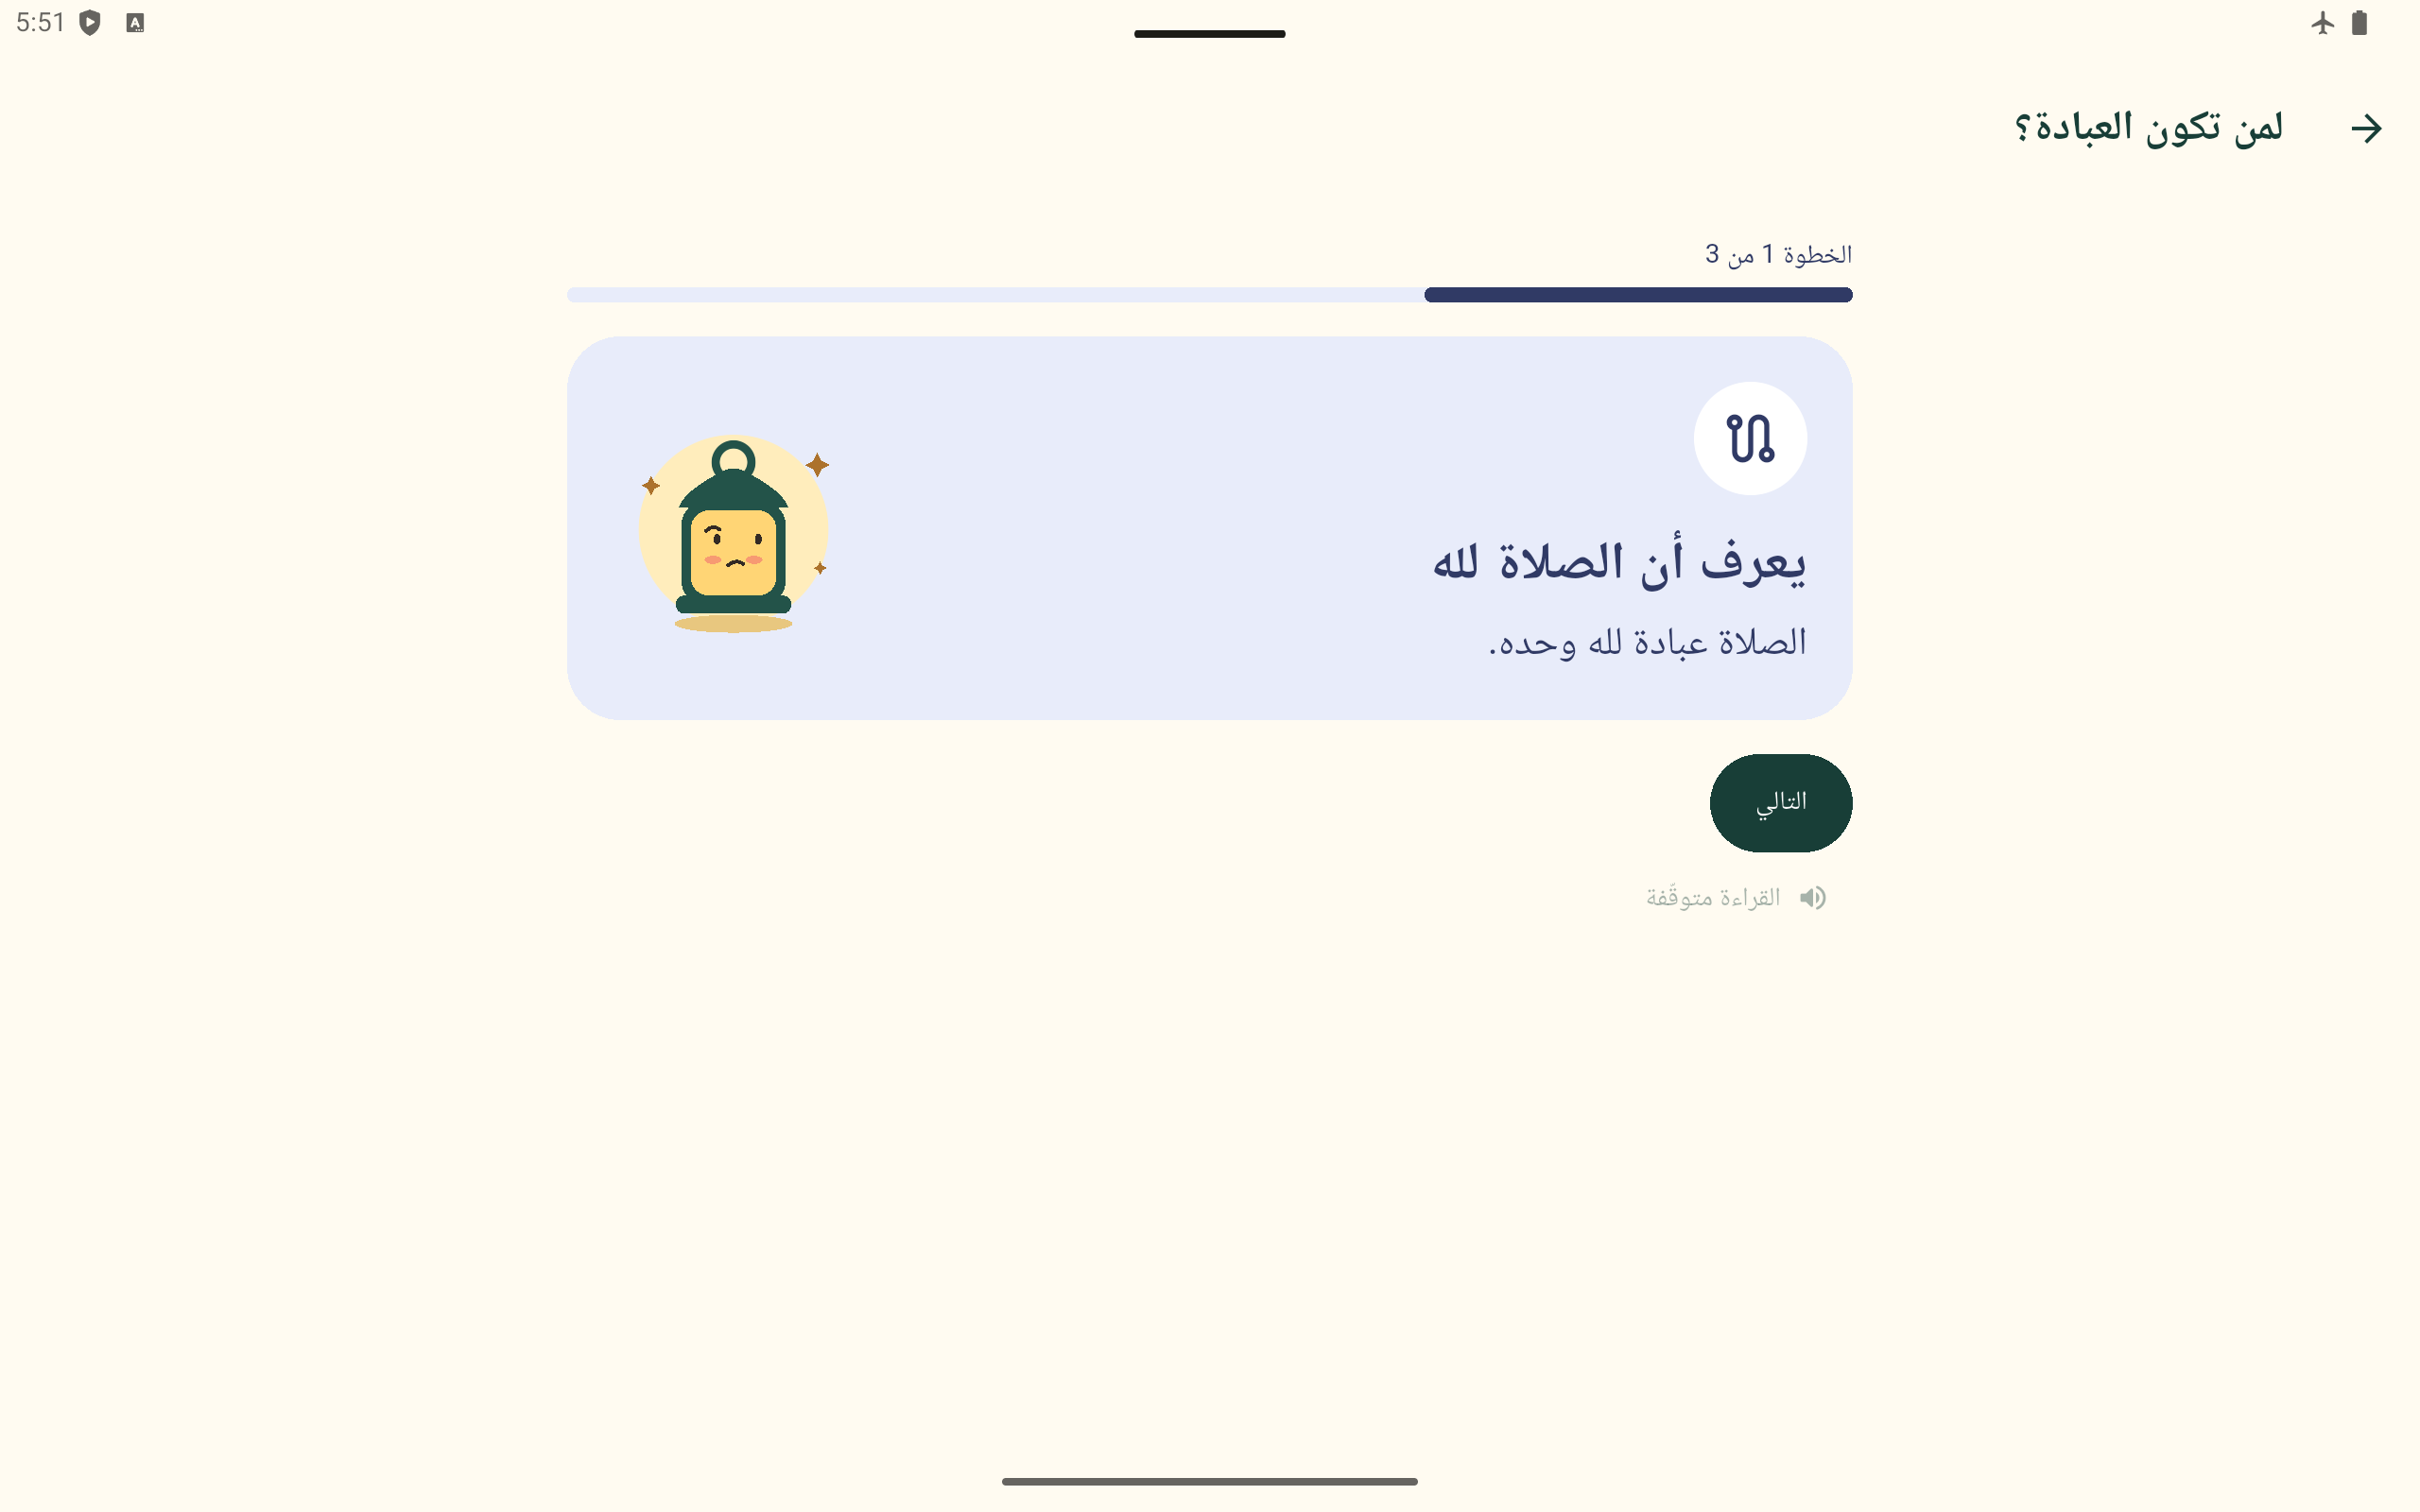 5:51
لمن تكون العبادة؟
الخطوة 1 من 3
يعرف أن الصلاة لله
الصلاة عبادة لله وحده.
التالي
القراءة متوقّفة